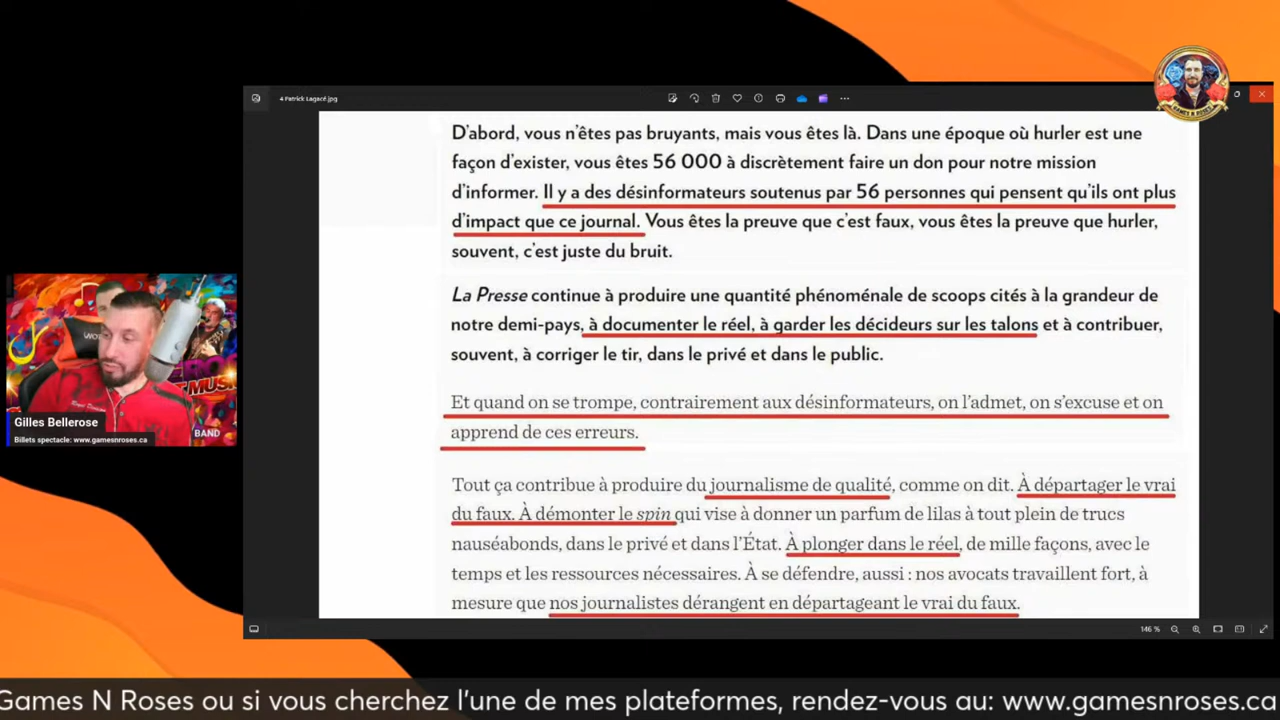 4 Patrick Lagacé.jpg
GAMES N ROSES
D'abord, vous n'êtes pas bruyants, mais vous êtes là. Dans une époque où hurler est une
façon d'exister, vous êtes 56 000 à discrètement faire un don pour notre mission
d'informer. Il y a des désinformateurs soutenus par 56 personnes qui pensent qu'ils ont plus
d'impact que ce journal. Vous êtes la preuve que c'est faux, vous êtes la preuve que hurler,
souvent, c'est juste du bruit.
La Presse continue à produire une quantité phénoménale de scoops cités à la grandeur de
notre demi-pays, à documenter le réel, à garder les décideurs sur les talons et à contribuer,
souvent, à corriger le tir, dans le privé et dans le public.
Et quand on se trompe, contrairement aux désinformateurs, on l'admet, on s'excuse et on
apprend de ces erreurs.
Tout ça contribue à produire du journalisme de qualité, comme on dit. À départager le vrai
du faux. À démonter le spin qui vise à donner un parfum de lilas à tout plein de trucs
nauséabonds, dans le privé et dans l'État. À plonger dans le réel, de mille façons, avec le
temps et les ressources nécessaires. À se défendre, aussi : nos avocats travaillent fort, à
mesure que nos journalistes dérangent en départageant le vrai du faux.
Gilles Bellerose
Billets spectacle: www.gamesnroses.ca
BAND
146 %
Games N Roses ou si vous cherchez l'une de mes plateformes, rendez-vous au: www.gamesnroses.ca